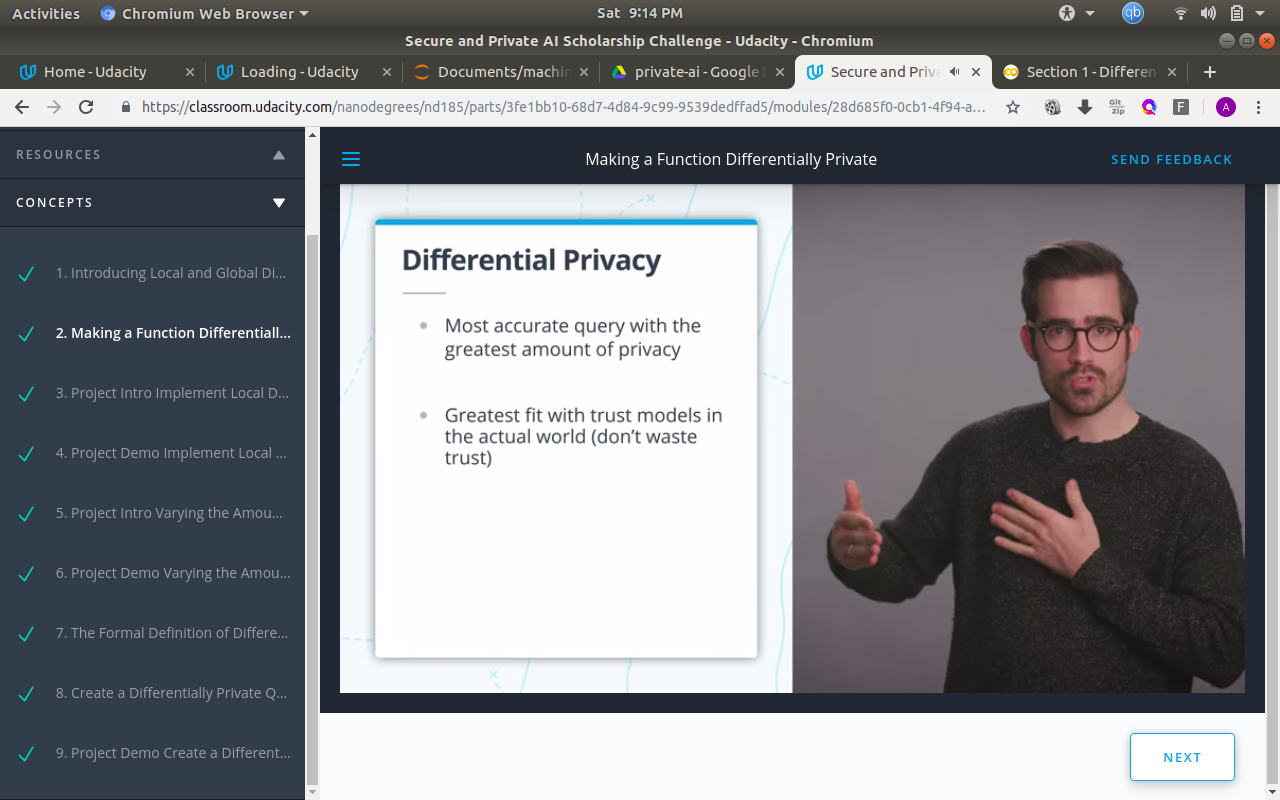 Activities
Chromium Web Browser
Sat 9:14 PM
qb
Secure and Private AI Scholarship Challenge - Udacity - Chromium
Home - Udacity
Loading - Udacity
Documents/machin
private-ai - Google D
Secure and Priva
Section 1 - Differen
https://classroom.udacity.com/nanodegrees/nd185/parts/3fe1bb10-68d7-4d84-9c99-9539dedffad5/modules/28d685f0-0cb1-4f94-a…
Git
Zip
F
A
RESOURCES
CONCEPTS
1. Introducing Local and Global Di...
2. Making a Function Differentiall...
3. Project Intro Implement Local D...
4. Project Demo Implement Local ...
5. Project Intro Varying the Amou...
6. Project Demo Varying the Amou...
7. The Formal Definition of Differe...
8. Create a Differentially Private Q...
9. Project Demo Create a Different...
Making a Function Differentially Private
SEND FEEDBACK
Differential Privacy
Most accurate query with the
greatest amount of privacy
Greatest fit with trust models in
the actual world (don’t waste
trust)
NEXT